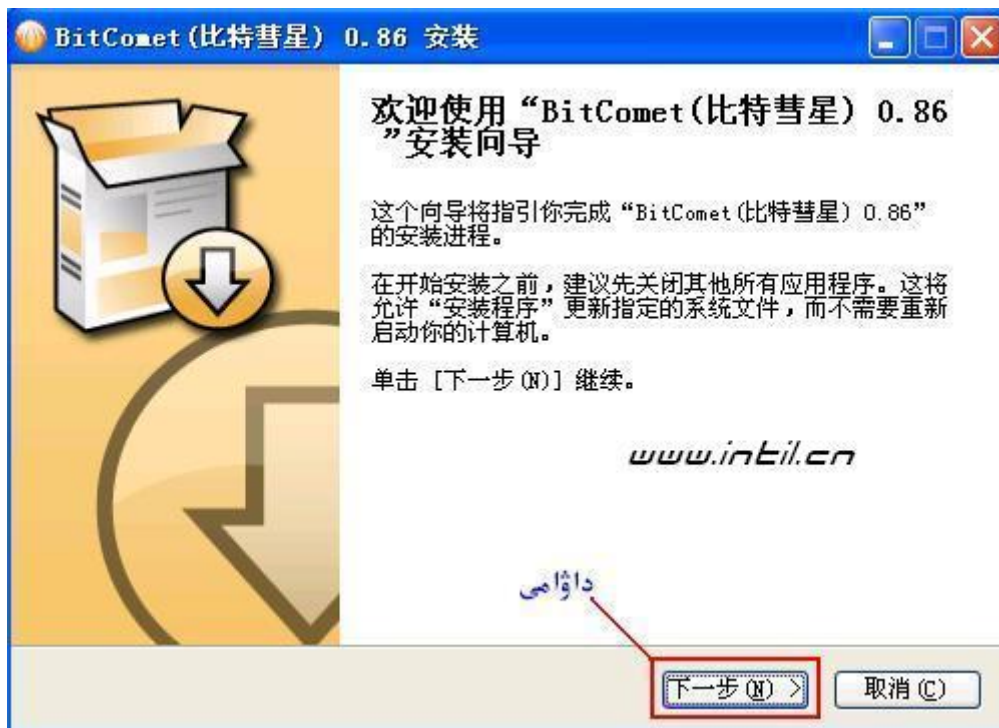 BitComet(比特彗星) 0.86 安装
欢迎使用“BitComet(比特彗星) 0.86
”安装向导
这个向导将指引你完成“BitComet(比特彗星) 0.86”
的安装进程。
在开始安装之前，建议先关闭其他所有应用程序。这将
允许“安装程序”更新指定的系统文件，而不需要重新
启动你的计算机。
单击 [下一步(N)] 继续。
www.intil.cn
داۋامى
下一步(N) >
取消(C)